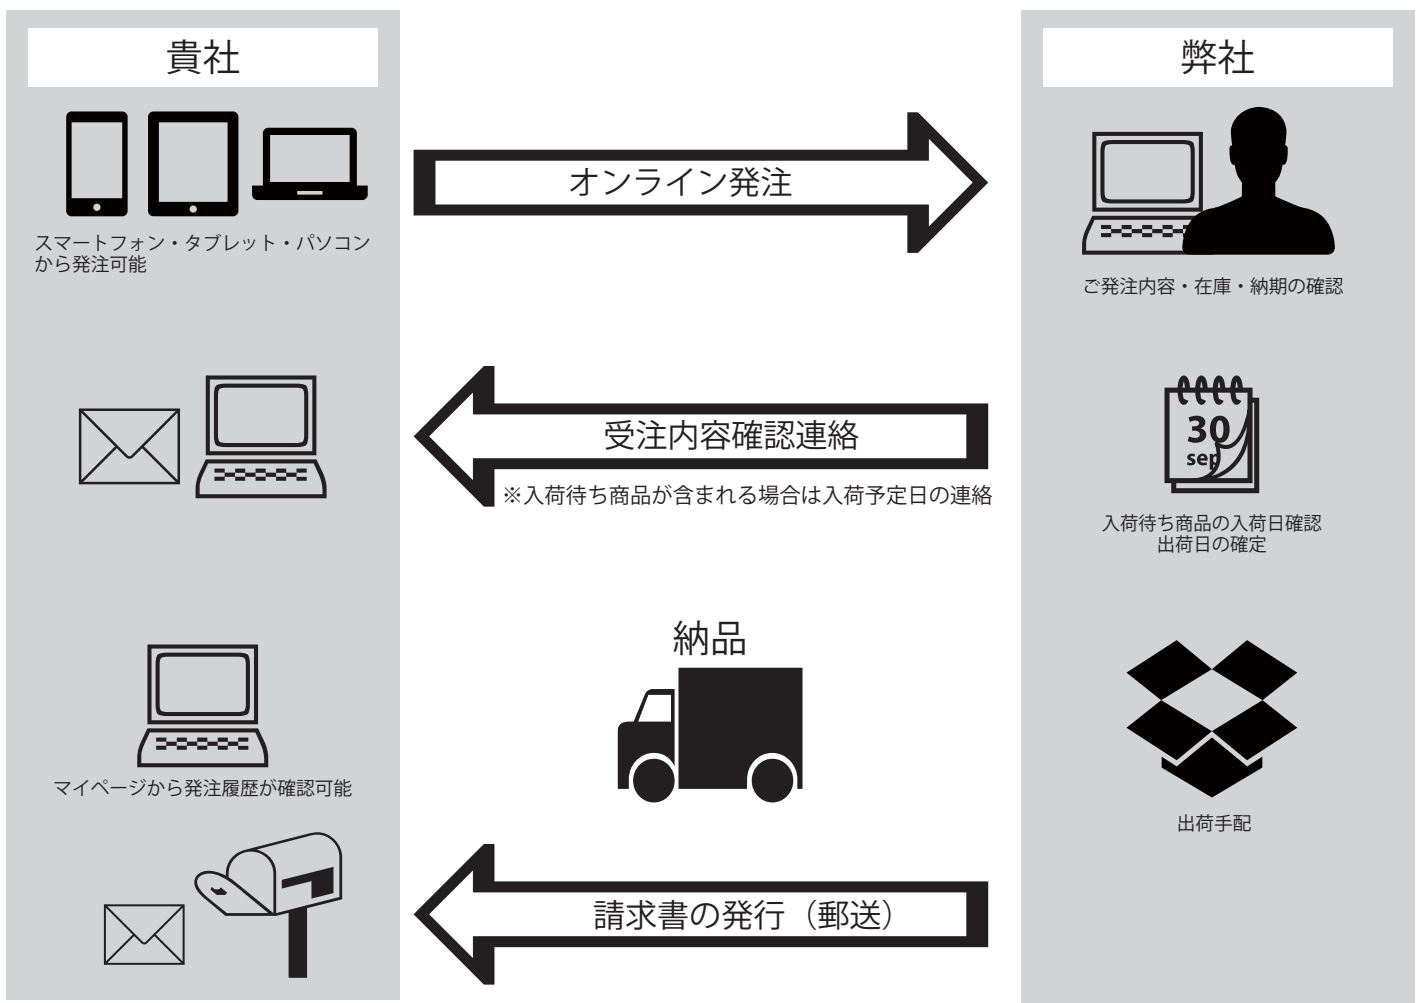 貴社
弊社
オンライン発注
スマートフォン・タブレット・パソコン
から発注可能
ご発注内容・在庫・納期の確認
受注内容確認連絡
※入荷待ち商品が含まれる場合は入荷予定日の連絡
30
sep
入荷待ち商品の入荷日確認
出荷日の確定
納品
マイページから発注履歴が確認可能
出荷手配
請求書の発行（郵送）